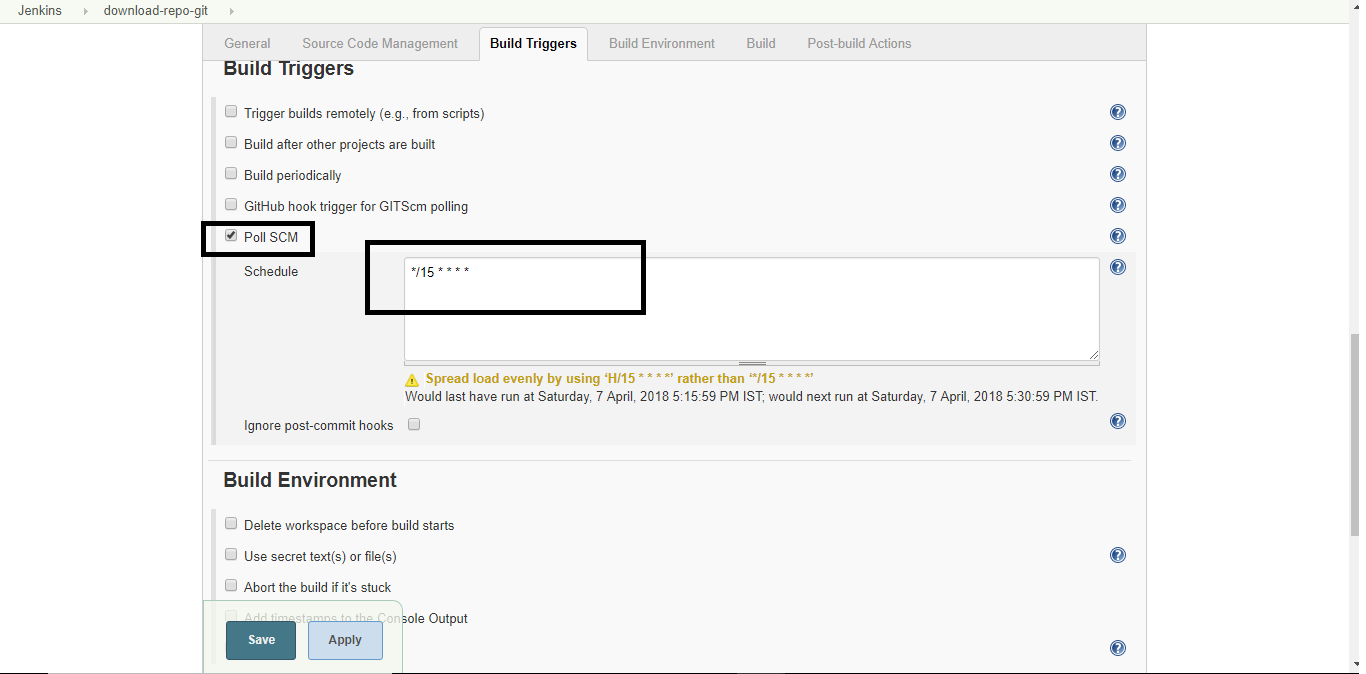 Jenkins download-repo-git
General Source Code Management Build Triggers Build Environment Build Post-build Actions
Build Triggers
Trigger builds remotely (e.g., from scripts)
Build after other projects are built
Build periodically
GitHub hook trigger for GITScm polling
Poll SCM
Schedule */15 * * * *
Spread load evenly by using ‘H/15 * * * *’ rather than ‘*/15 * * * *’
Would last have run at Saturday, 7 April, 2018 5:15:59 PM IST; would next run at Saturday, 7 April, 2018 5:30:59 PM IST.
Ignore post-commit hooks
Build Environment
Delete workspace before build starts
Use secret text(s) or file(s)
Abort the build if it's stuck
Add timestamps to the Console Output
Save Apply